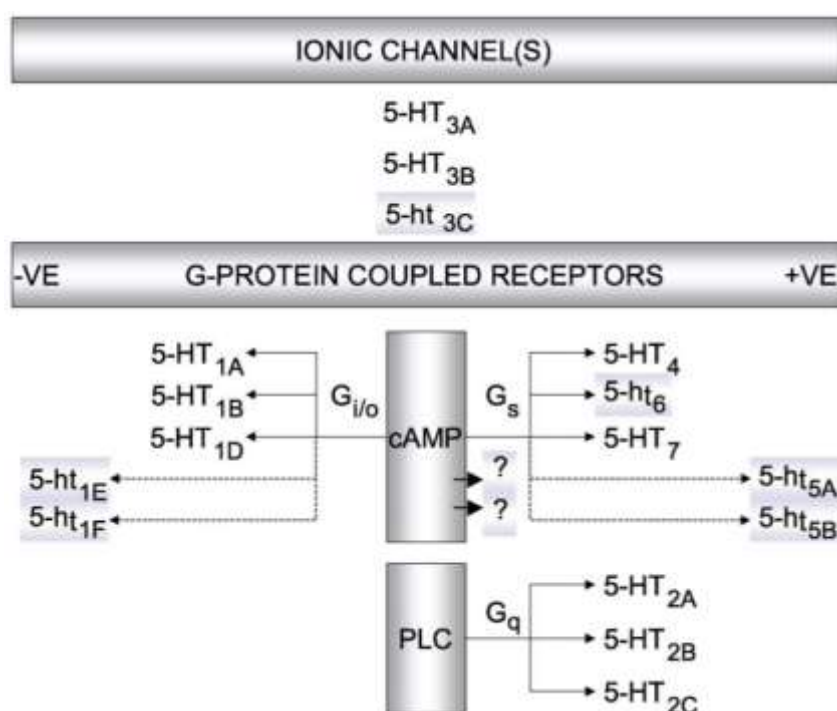 IONIC CHANNEL(S)
5-HT3A
5-HT3B
5-ht 3C
-VE G-PROTEIN COUPLED RECEPTORS +VE
5-HT1A 5-HT4
5-HT1B Gi/o Gs 5-ht6
5-HT1D cAMP 5-HT7
5-ht1E ? 5-ht5A
5-ht1F ? 5-ht5B
5-HT2A
PLC Gq 5-HT2B
5-HT2C